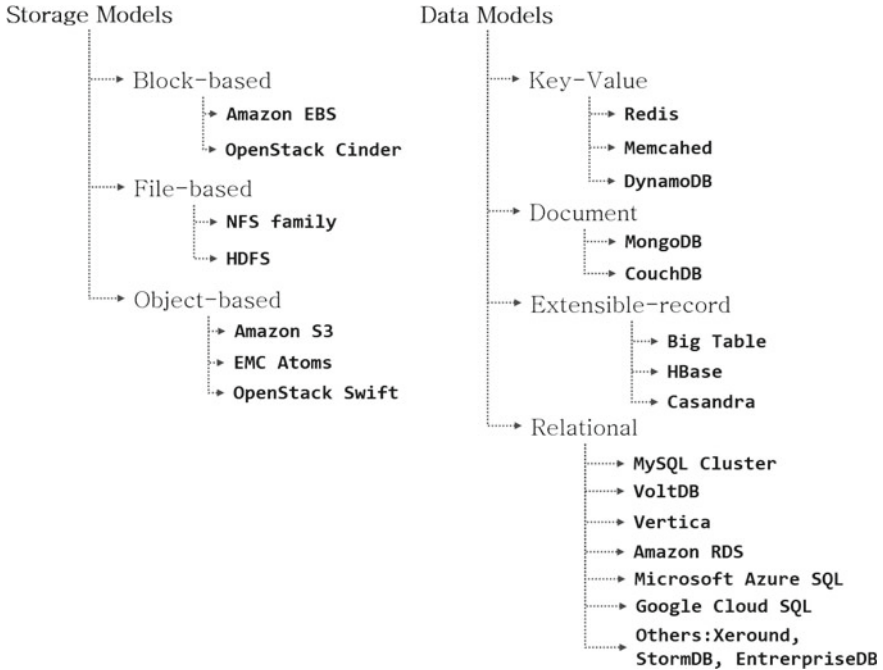 Storage Models
Block-based
Amazon EBS
OpenStack Cinder
File-based
NFS family
HDFS
Object-based
Amazon S3
EMC Atoms
OpenStack Swift
Data Models
Key-Value
Redis
Memcahed
DynamoDB
Document
MongoDB
CouchDB
Extensible-record
Big Table
HBase
Casandra
Relational
MySQL Cluster
VoltDB
Vertica
Amazon RDS
Microsoft Azure SQL
Google Cloud SQL
Others:Xeround,
StormDB, EntrerpriseDB